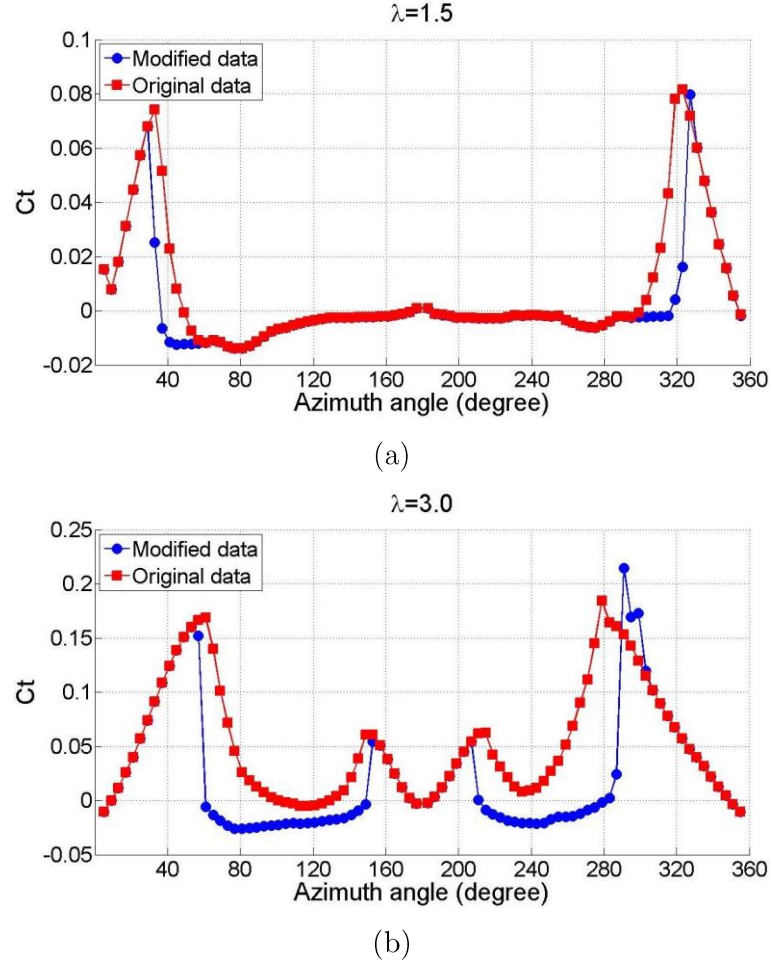 λ=1.5
0.1
0.08
0.06
0.04
0.02
0
-0.02
Ct
Modified data
Original data
40 80 120 160 200 240 280 320 360
Azimuth angle (degree)
(a)
λ=3.0
0.25
0.2
0.15
0.1
0.05
0
-0.05
Ct
Modified data
Original data
40 80 120 160 200 240 280 320 360
Azimuth angle (degree)
(b)